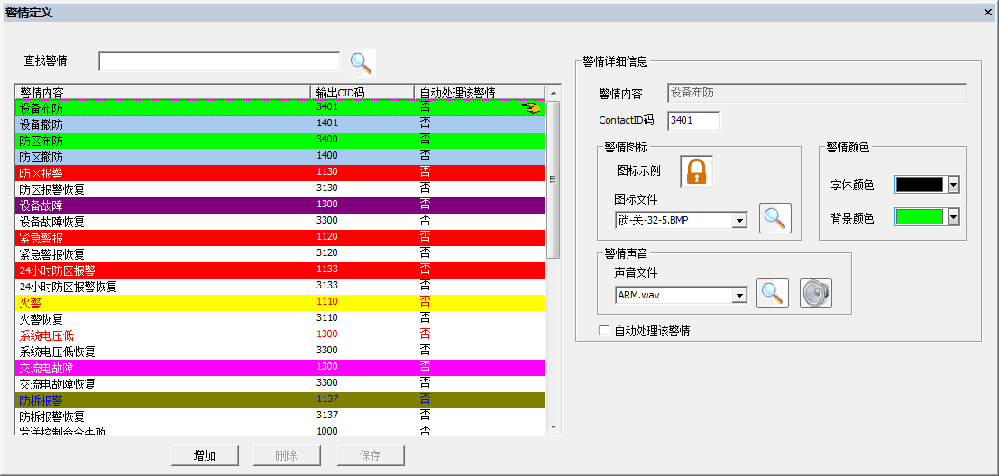 警情定义
查找警情
警情内容 输出CID码 自动处理该警情
设备布防 3401 否
设备撤防 1401 否
防区布防 3400 否
防区撤防 1400 否
防区报警 1130 否
防区报警恢复 3130 否
设备故障 1300 否
设备故障恢复 3300 否
紧急警报 1120 否
紧急警报恢复 3120 否
24小时防区报警 1133 否
24小时防区报警恢复 3133 否
火警 1110 否
火警恢复 3110 否
系统电压低 1300 否
系统电压低恢复 3300 否
交流电故障 1300 否
交流电故障恢复 3300 否
防拆报警 1137 否
防拆报警恢复 3137 否
发送控制命令失败 1000 否
增加 删除 保存
警情详细信息
警情内容 设备布防
ContactID码 3401
警情图标
图标示例
图标文件
锁-关-32-5.BMP
警情颜色
字体颜色
背景颜色
警情声音
声音文件
ARM.wav
自动处理该警情